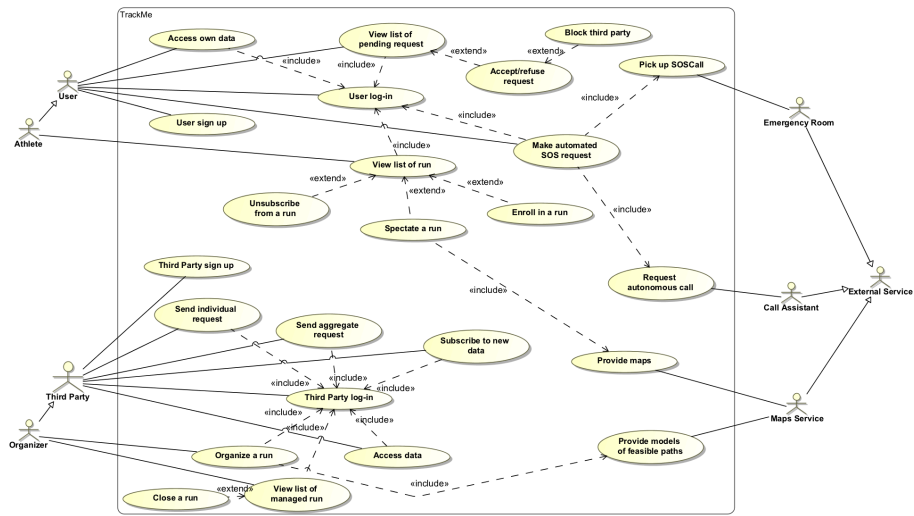 TrackMe
Access own data
View list of
pending request
Block third party
«extend»
«extend»
Accept/refuse
request
Pick up SOSCall
«include»
«include»
User
User log-in
«include»
Emergency Room
User sign up
«include»
Athlete
«include»
Make automated
SOS request
View list of run
«extend»
«extend»
«extend»
Unsubscribe
from a run
Enroll in a run
«include»
Spectate a run
Third Party sign up
Request
autonomous call
«include»
Call Assistant
External Service
Send individual
request
Send aggregate
request
Subscribe to new
data
Provide maps
«include»
«include»
«include»
Third Party
Third Party log-in
Maps Service
«include»
«include»
«include»
Organizer
Organize a run
Access data
Provide models
of feasible paths
«include»
«extend»
Close a run
View list of
managed run